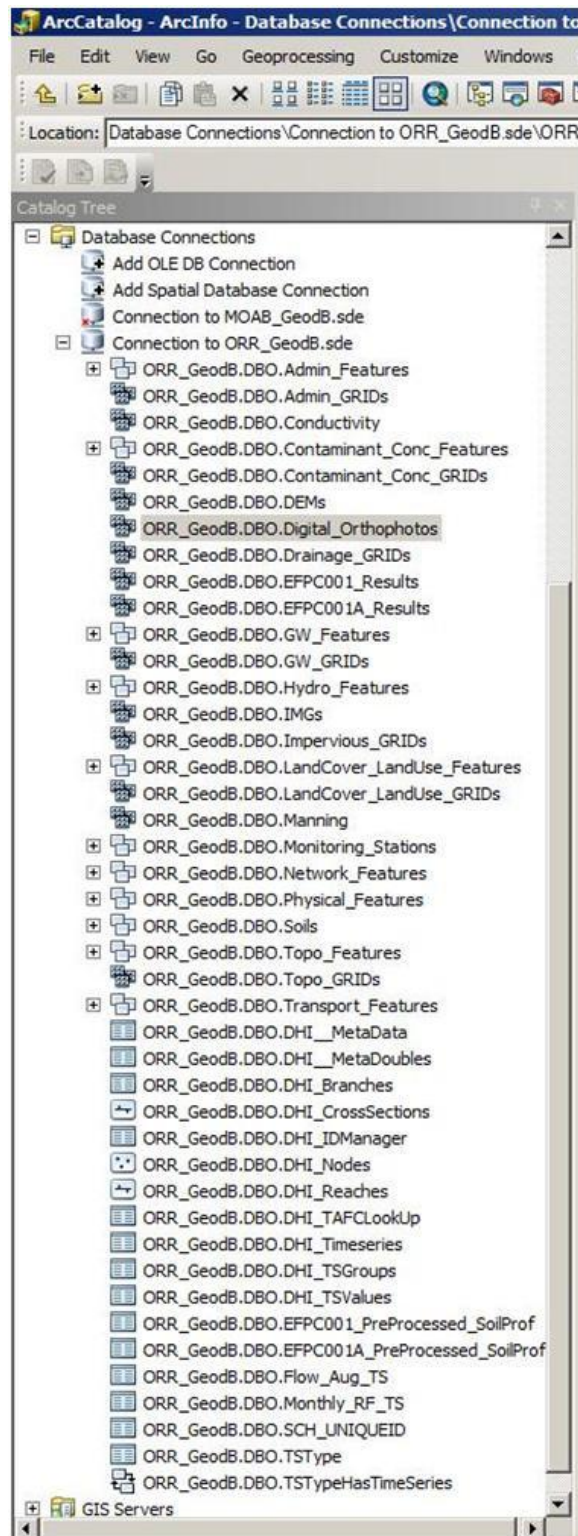 ArcCatalog - ArcInfo - Database Connections\Connection to
File Edit View Go Geoprocessing Customize Windows
Location: Database Connections\Connection to ORR_GeodB.sde\ORR
Catalog Tree
Database Connections
Add OLE DB Connection
Add Spatial Database Connection
Connection to MOAB_GeodB.sde
Connection to ORR_GeodB.sde
ORR_GeodB.DBO.Admin_Features
ORR_GeodB.DBO.Admin_GRIDs
ORR_GeodB.DBO.Conductivity
ORR_GeodB.DBO.Contaminant_Conc_Features
ORR_GeodB.DBO.Contaminant_Conc_GRIDs
ORR_GeodB.DBO.DEMs
ORR_GeodB.DBO.Digital_Orthophotos
ORR_GeodB.DBO.Drainage_GRIDs
ORR_GeodB.DBO.EFPC001_Results
ORR_GeodB.DBO.EFPC001A_Results
ORR_GeodB.DBO.GW_Features
ORR_GeodB.DBO.GW_GRIDs
ORR_GeodB.DBO.Hydro_Features
ORR_GeodB.DBO.IMGs
ORR_GeodB.DBO.Impervious_GRIDs
ORR_GeodB.DBO.LandCover_LandUse_Features
ORR_GeodB.DBO.LandCover_LandUse_GRIDs
ORR_GeodB.DBO.Manning
ORR_GeodB.DBO.Monitoring_Stations
ORR_GeodB.DBO.Network_Features
ORR_GeodB.DBO.Physical_Features
ORR_GeodB.DBO.Soils
ORR_GeodB.DBO.Topo_Features
ORR_GeodB.DBO.Topo_GRIDs
ORR_GeodB.DBO.Transport_Features
ORR_GeodB.DBO.DHI__MetaData
ORR_GeodB.DBO.DHI__MetaDoubles
ORR_GeodB.DBO.DHI_Branches
ORR_GeodB.DBO.DHI_CrossSections
ORR_GeodB.DBO.DHI_IDManager
ORR_GeodB.DBO.DHI_Nodes
ORR_GeodB.DBO.DHI_Reaches
ORR_GeodB.DBO.DHI_TAFCLookUp
ORR_GeodB.DBO.DHI_Timeseries
ORR_GeodB.DBO.DHI_TSGroups
ORR_GeodB.DBO.DHI_TSValues
ORR_GeodB.DBO.EFPC001_PreProcessed_SoilProf
ORR_GeodB.DBO.EFPC001A_PreProcessed_SoilProf
ORR_GeodB.DBO.Flow_Aug_TS
ORR_GeodB.DBO.Monthly_RF_TS
ORR_GeodB.DBO.SCH_UNIQUEID
ORR_GeodB.DBO.TSType
ORR_GeodB.DBO.TSTypeHasTimeSeries
GIS Servers